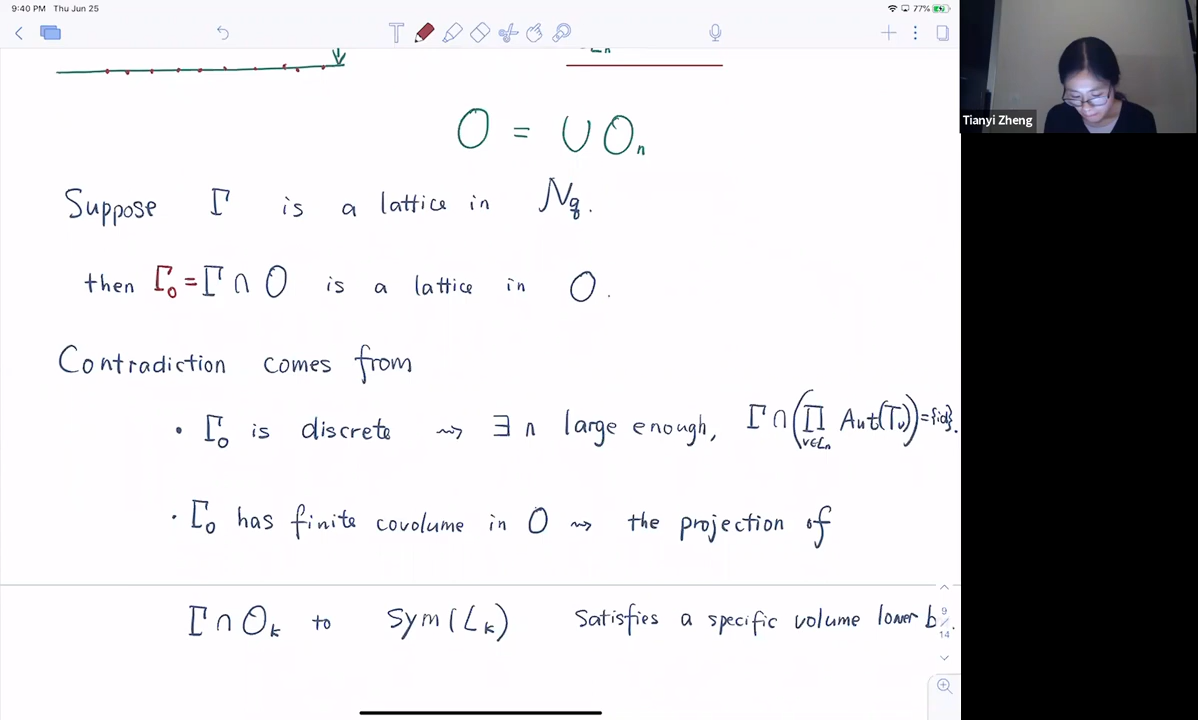 9:40 PM Thu Jun 25
77%
Tianyi Zheng
O = ∪ O_n
Suppose Γ is a lattice in N_q.
then Γ_0 = Γ ∩ O is a lattice in O.
Contradiction comes from
• Γ_0 is discrete ⇝ ∃ n large enough, Γ ∩ (∏_{v∈L_n} Aut(T_v)) = {id}.
• Γ_0 has finite covolume in O ⇝ the projection of
Γ ∩ O_k to Sym(L_k) satisfies a specific volume lower b
9/14